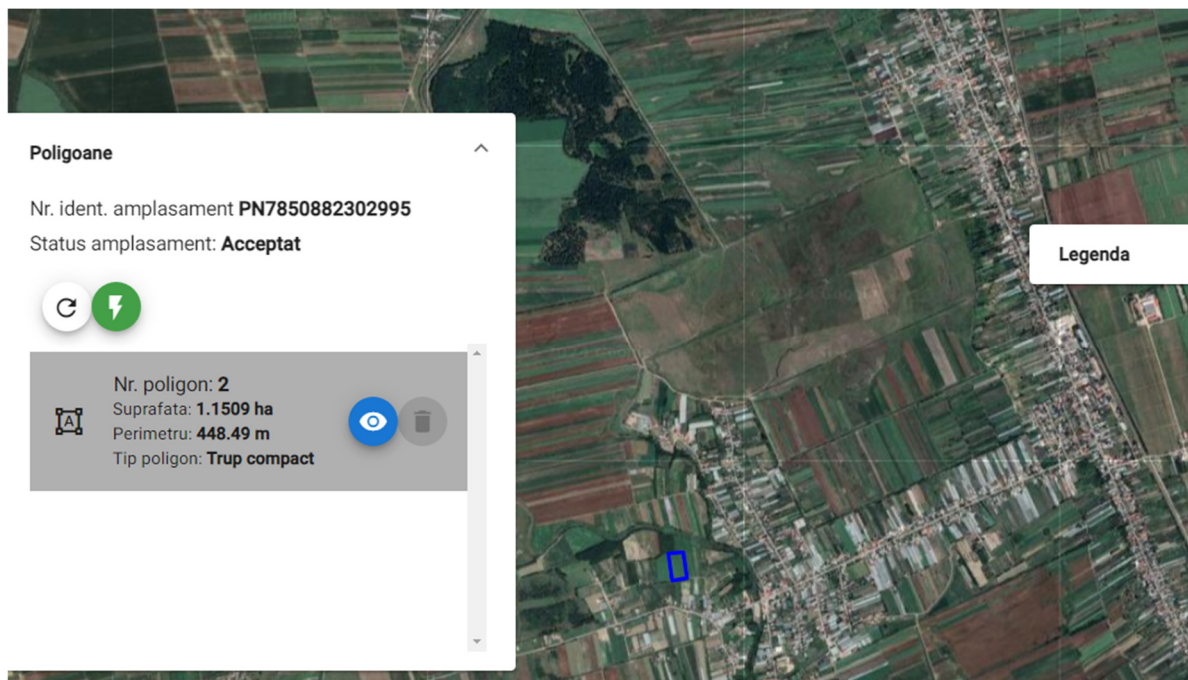 Poligoane
Nr. ident. amplasament PN7850882302995
Status amplasament: Acceptat
Nr. poligon: 2
A
Suprafata: 1.1509 ha
Perimetru: 448.49 m
Tip poligon: Trup compact
Legenda